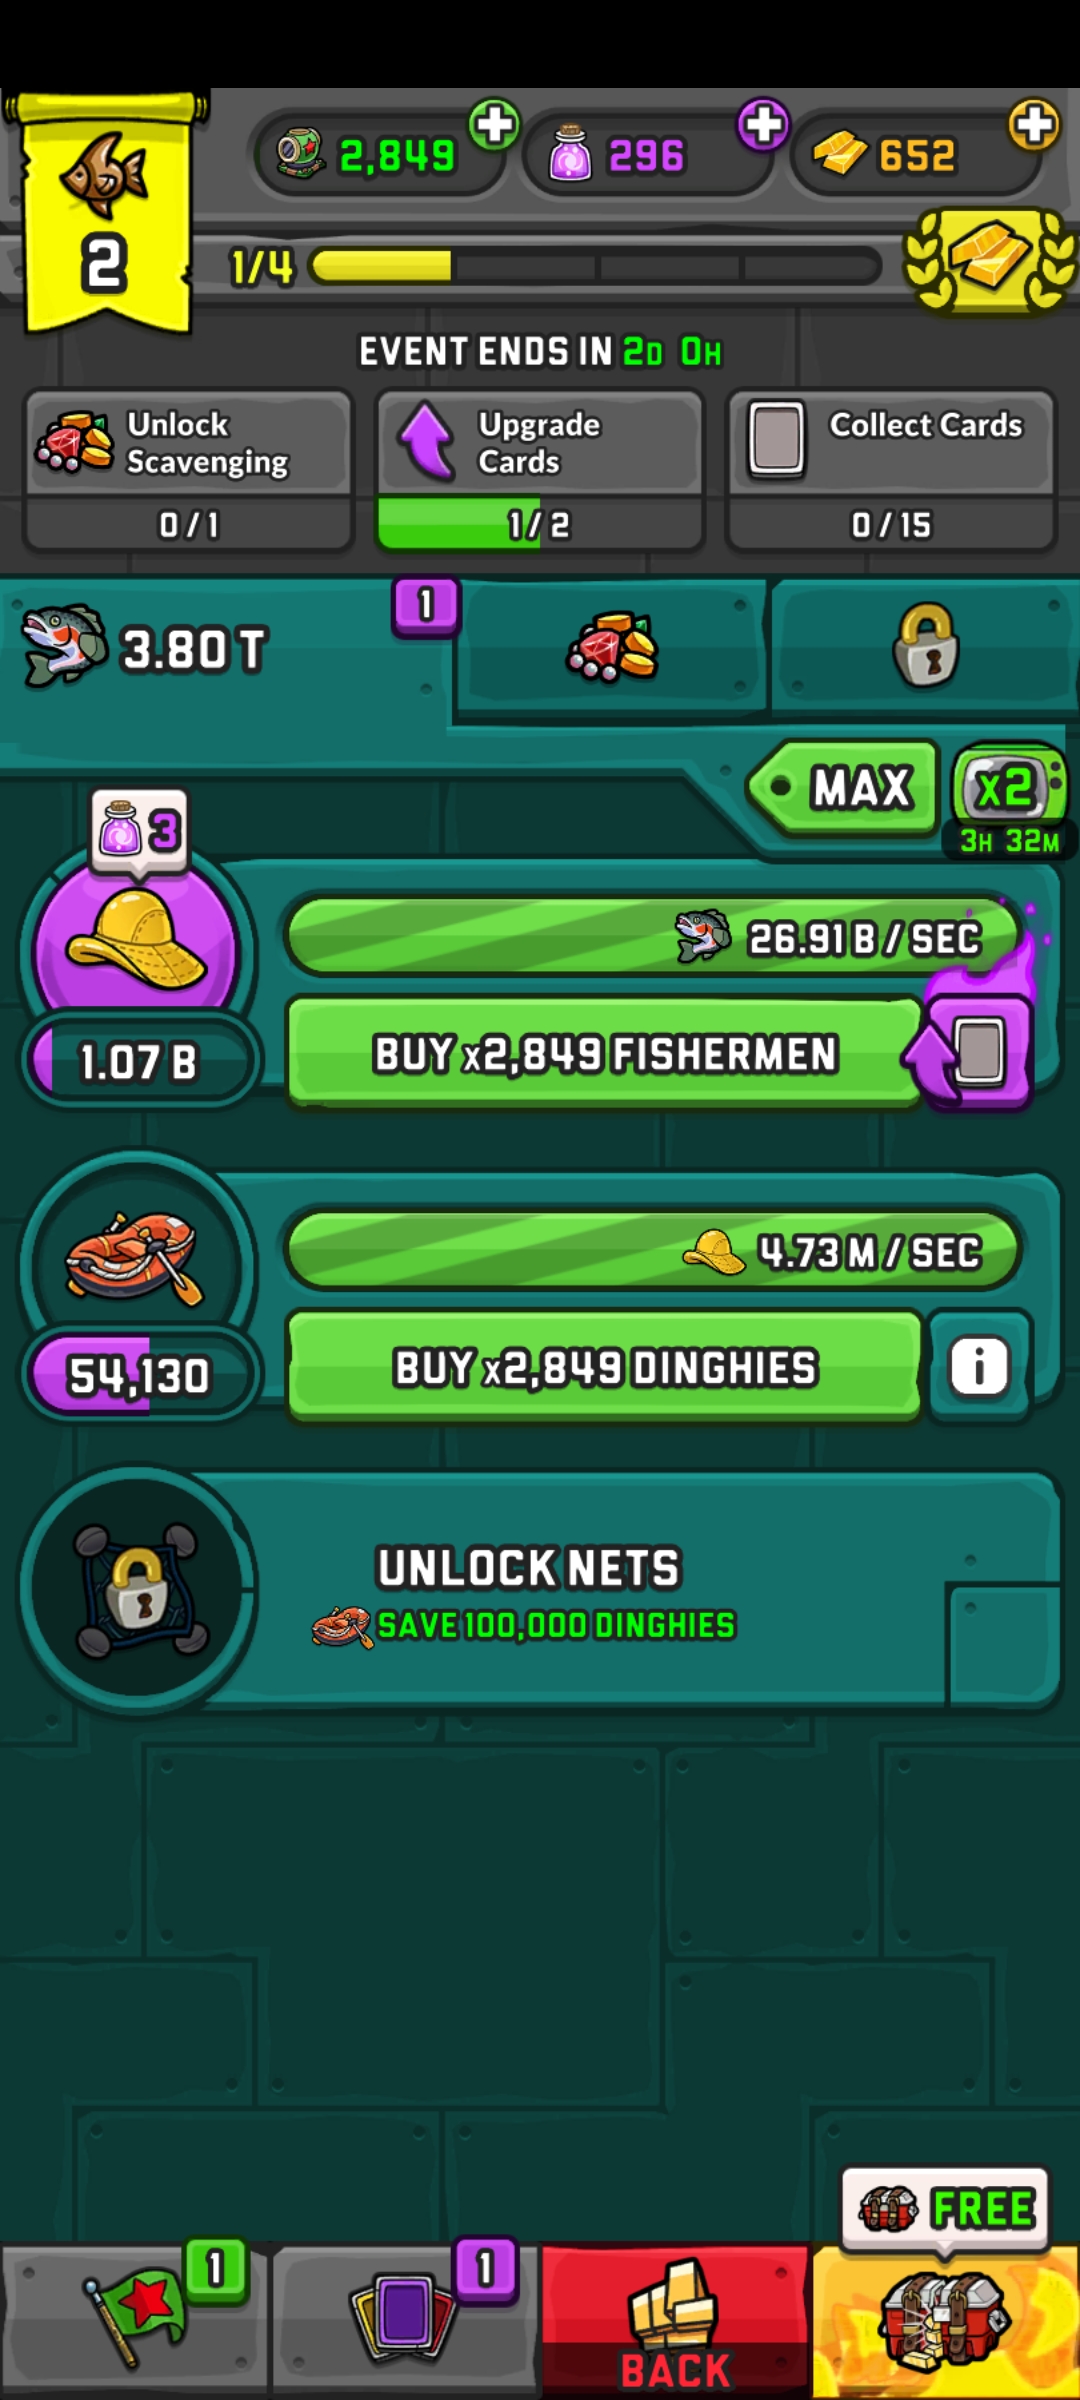 2,849
296
652
2
1/4
EVENT ENDS IN 2D 0H
Unlock Scavenging
0/1
Upgrade Cards
1/2
Collect Cards
0/15
3.80 T
1
MAX
x2
3H 32M
3
26.91 B / SEC
BUY x2,849 FISHERMEN
1.07 B
4.73 M / SEC
BUY x2,849 DINGHIES
i
54,130
UNLOCK NETS
SAVE 100,000 DINGHIES
FREE
1
1
BACK